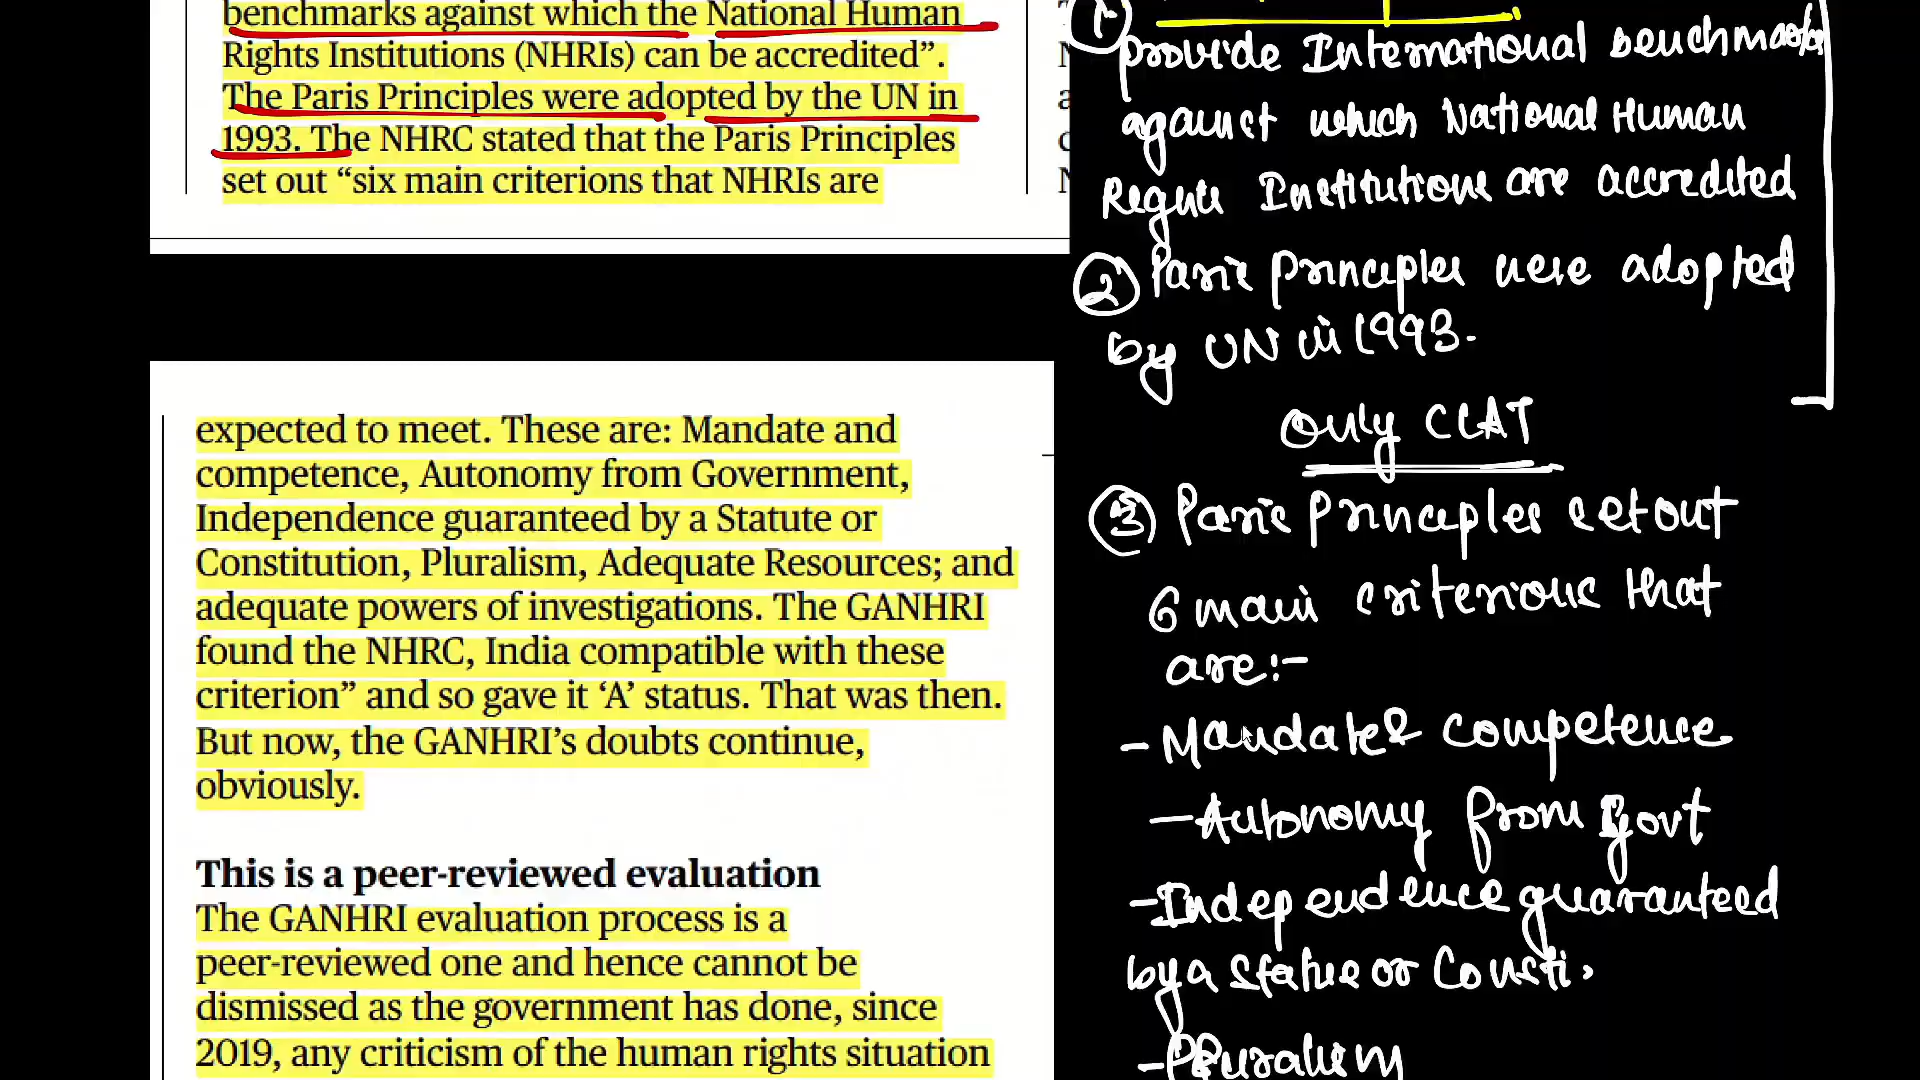 benchmarks against which the National Human
Rights Institutions (NHRIs) can be accredited”.
The Paris Principles were adopted by the UN in
1993. The NHRC stated that the Paris Principles
set out “six main criterions that NHRIs are
expected to meet. These are: Mandate and
competence, Autonomy from Government,
Independence guaranteed by a Statute or
Constitution, Pluralism, Adequate Resources; and
adequate powers of investigations. The GANHRI
found the NHRC, India compatible with these
criterion” and so gave it ‘A’ status. That was then.
But now, the GANHRI’s doubts continue,
obviously.
This is a peer-reviewed evaluation
The GANHRI evaluation process is a
peer-reviewed one and hence cannot be
dismissed as the government has done, since
2019, any criticism of the human rights situation
1
provide International benchmarks
against which National Human
Rights Institutions are accredited
2 Paris principles were adopted
by UN in 1993.
Only CLAT
3 Paris principles set out
6 main criterions that
are:-
- Mandate & competence
- Autonomy from govt
- Independence guaranteed
by a Statue or Consti.
- Pluralism